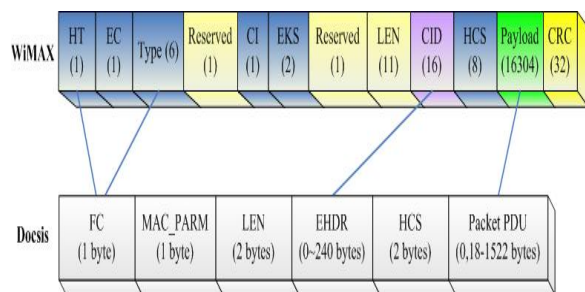 WiMAX
HT (1)
EC (1)
Type (6)
Reserved (1)
CI (1)
EKS (2)
Reserved (1)
LEN (11)
CID (16)
HCS (8)
Payload (16304)
CRC (32)
Docsis
FC (1 byte)
MAC_PARM (1 byte)
LEN (2 bytes)
EHDR (0~240 bytes)
HCS (2 bytes)
Packet PDU (0,18-1522 bytes)